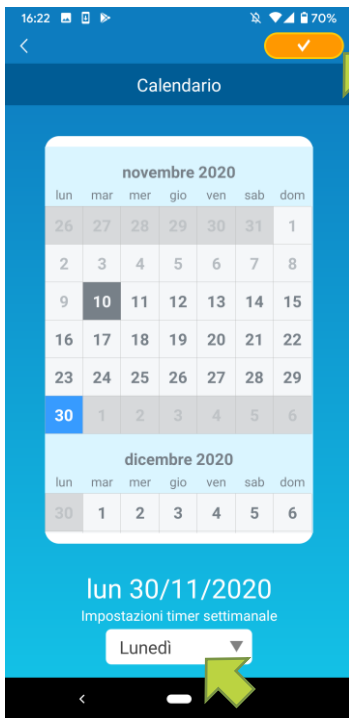 16:22 70%
Calendario
novembre 2020
lun mar mer gio ven sab dom
26 27 28 29 30 31 1
2 3 4 5 6 7 8
9 10 11 12 13 14 15
16 17 18 19 20 21 22
23 24 25 26 27 28 29
30 1 2 3 4 5 6
dicembre 2020
lun mar mer gio ven sab dom
30 1 2 3 4 5 6
lun 30/11/2020
Impostazioni timer settimanale
Lunedì